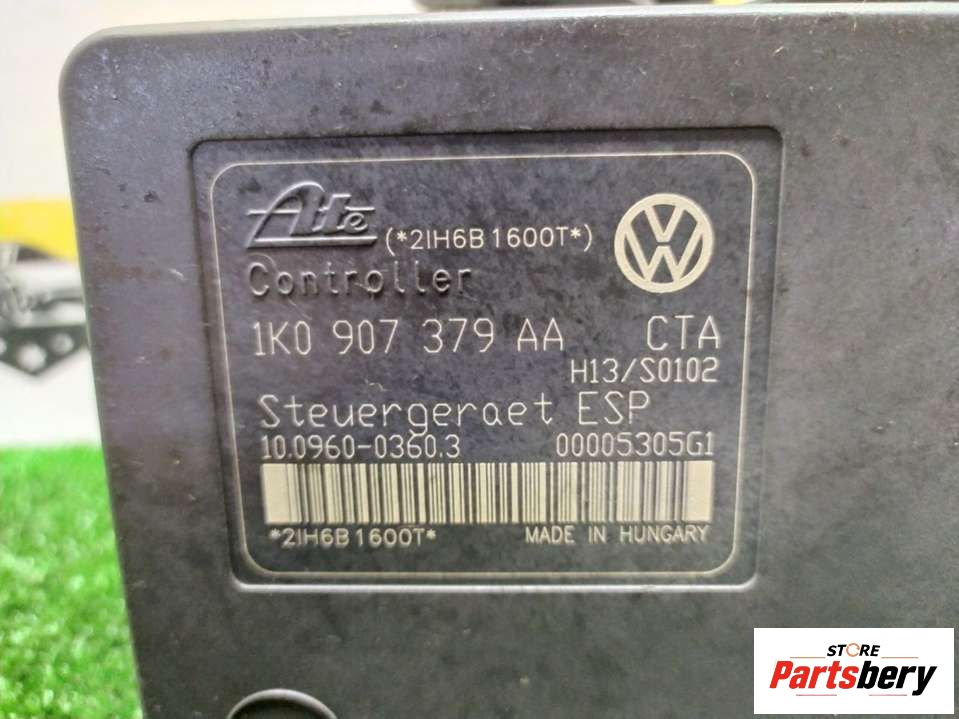 Ate (*2IH6B1600T*)
Controller
1K0 907 379 AA CTA
H13/S0102
Steuergeraet ESP
10.0960-0360.3 00005305G1
*2IH6B1600T* MADE IN HUNGARY
STORE
Partsbery